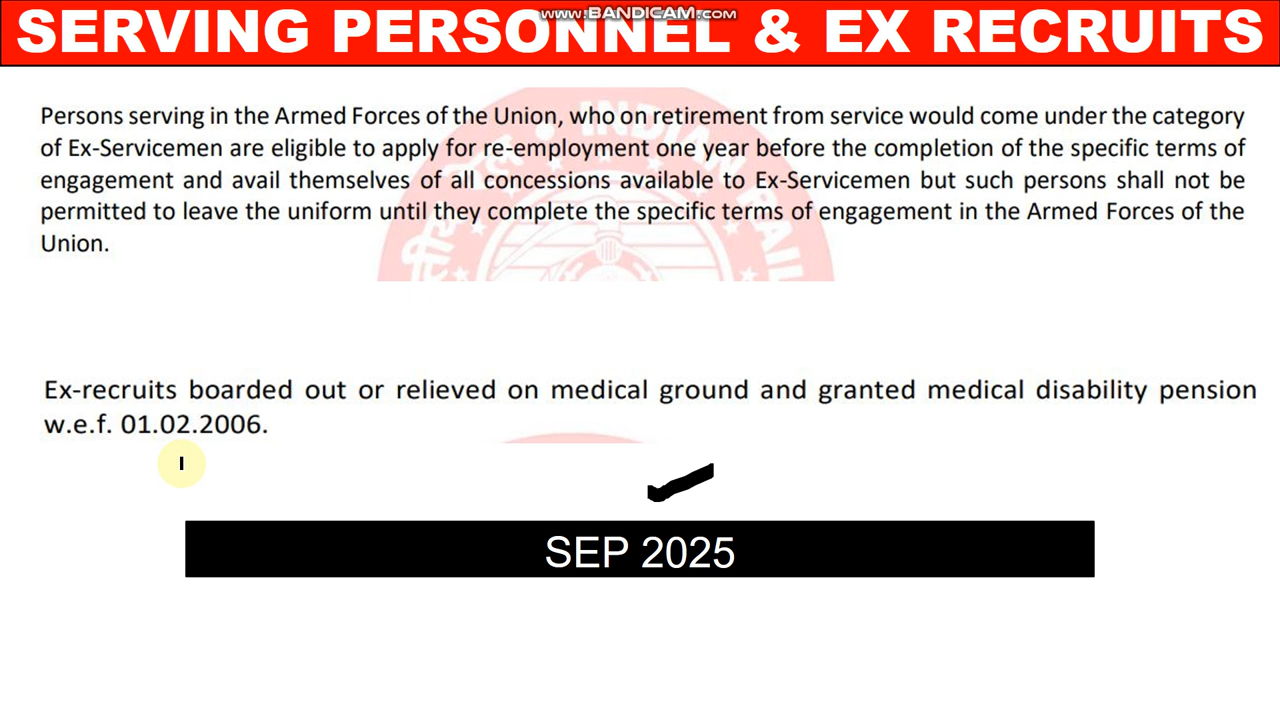 www.BANDICAM.com
SERVING PERSONNEL & EX RECRUITS
Persons serving in the Armed Forces of the Union, who on retirement from service would come under the category
of Ex-Servicemen are eligible to apply for re-employment one year before the completion of the specific terms of
engagement and avail themselves of all concessions available to Ex-Servicemen but such persons shall not be
permitted to leave the uniform until they complete the specific terms of engagement in the Armed Forces of the
Union.
Ex-recruits boarded out or relieved on medical ground and granted medical disability pension
w.e.f. 01.02.2006.
SEP 2025